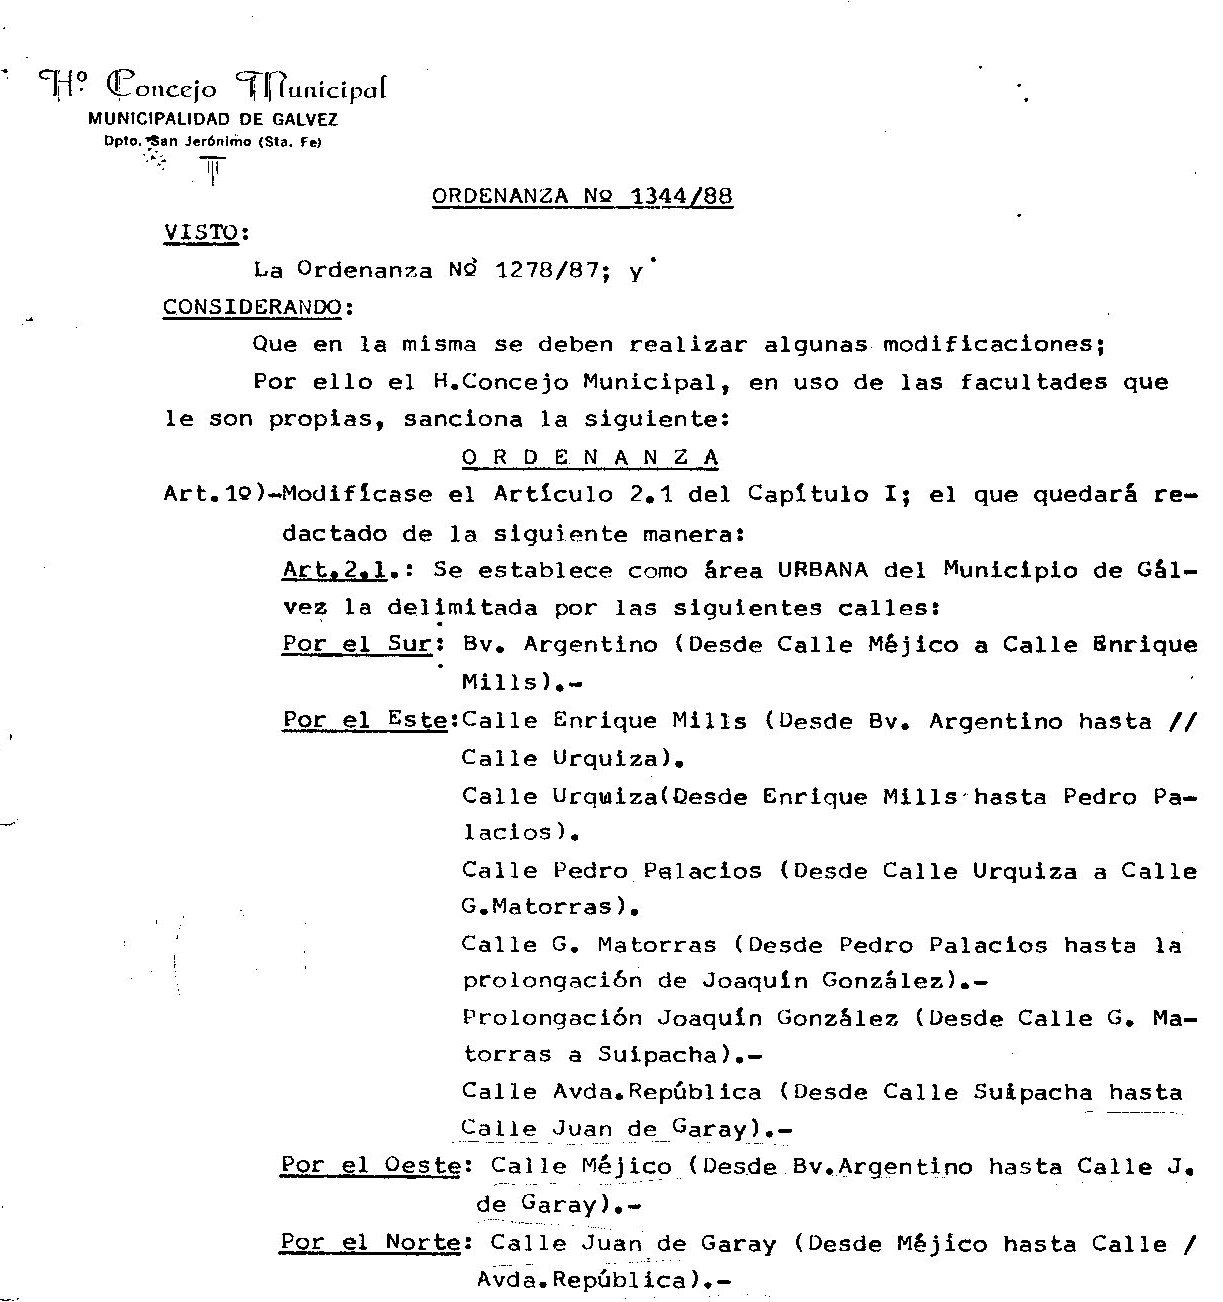 Hº Concejo Municipal
MUNICIPALIDAD DE GALVEZ
Dpto. San Jerónimo (Sta. Fe)
ORDENANZA Nº 1344/88
VISTO:
La Ordenanza Nº 1278/87; y
CONSIDERANDO:
Que en la misma se deben realizar algunas modificaciones;
Por ello el H.Concejo Municipal, en uso de las facultades que
le son propias, sanciona la siguiente:
O R D E N A N Z A
Art.1º)-Modifícase el Artículo 2.1 del Capítulo I; el que quedará re-
dactado de la siguiente manera:
Art.2.1.: Se establece como área URBANA del Municipio de Gál-
vez la delimitada por las siguientes calles:
Por el Sur: Bv. Argentino (Desde Calle Méjico a Calle Enrique
Mills).-
Por el Este:Calle Enrique Mills (Desde Bv. Argentino hasta //
Calle Urquiza).
Calle Urquiza(Desde Enrique Mills hasta Pedro Pa-
lacios).
Calle Pedro Palacios (Desde Calle Urquiza a Calle
G.Matorras).
Calle G. Matorras (Desde Pedro Palacios hasta la
prolongación de Joaquín González).-
Prolongación Joaquín González (Desde Calle G. Ma-
torras a Suipacha).-
Calle Avda.República (Desde Calle Suipacha hasta
Calle Juan de Garay).-
Por el Oeste: Calle Méjico (Desde Bv.Argentino hasta Calle J.
de Garay).-
Por el Norte: Calle Juan de Garay (Desde Méjico hasta Calle /
Avda.República).-